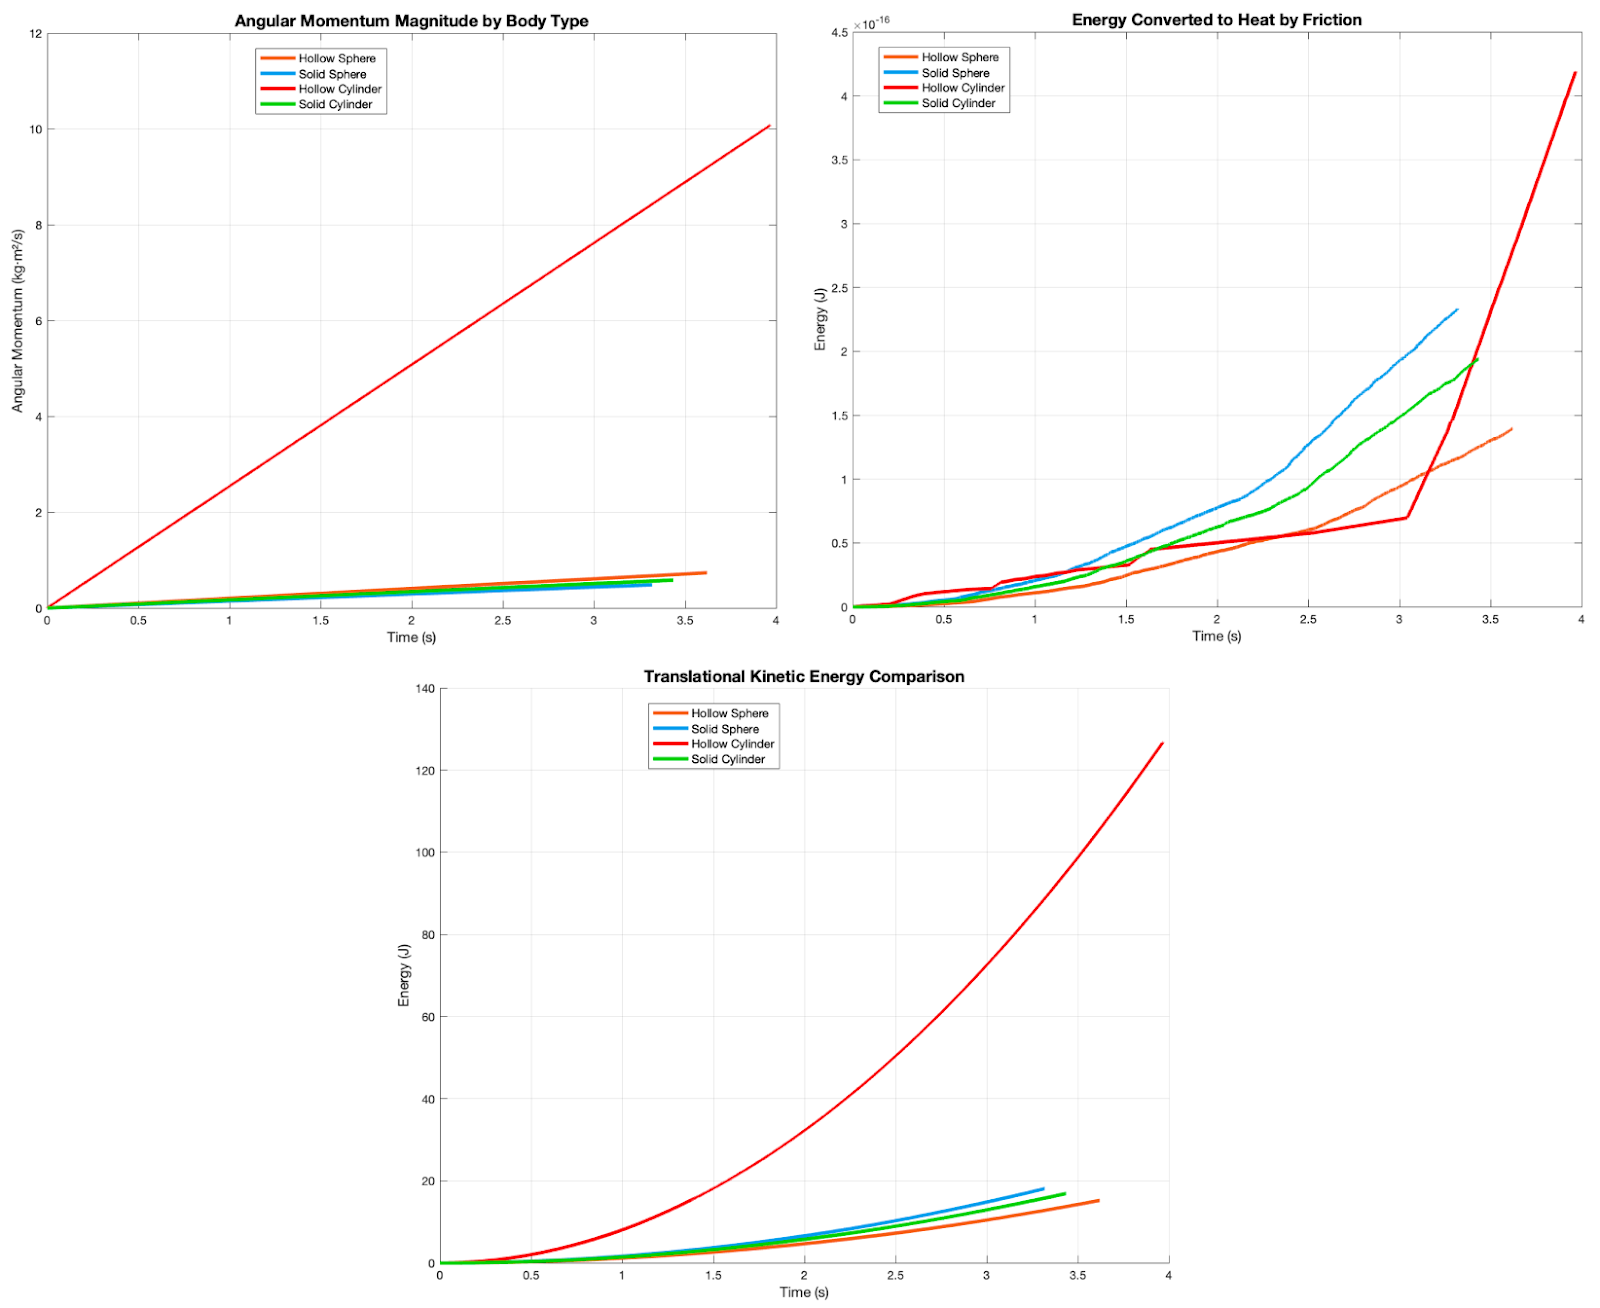 Angular Momentum Magnitude by Body Type
12
10
8
6
4
2
0
Angular Momentum (kg·m²/s)
Hollow Sphere
Solid Sphere
Hollow Cylinder
Solid Cylinder
0 0.5 1 1.5 2 2.5 3 3.5 4
Time (s)
Energy Converted to Heat by Friction
×10⁻¹⁶
4.5
4
3.5
3
2.5
2
1.5
1
0.5
0
Energy (J)
Hollow Sphere
Solid Sphere
Hollow Cylinder
Solid Cylinder
0 0.5 1 1.5 2 2.5 3 3.5 4
Time (s)
Translational Kinetic Energy Comparison
140
120
100
80
60
40
20
0
Energy (J)
Hollow Sphere
Solid Sphere
Hollow Cylinder
Solid Cylinder
0 0.5 1 1.5 2 2.5 3 3.5 4
Time (s)